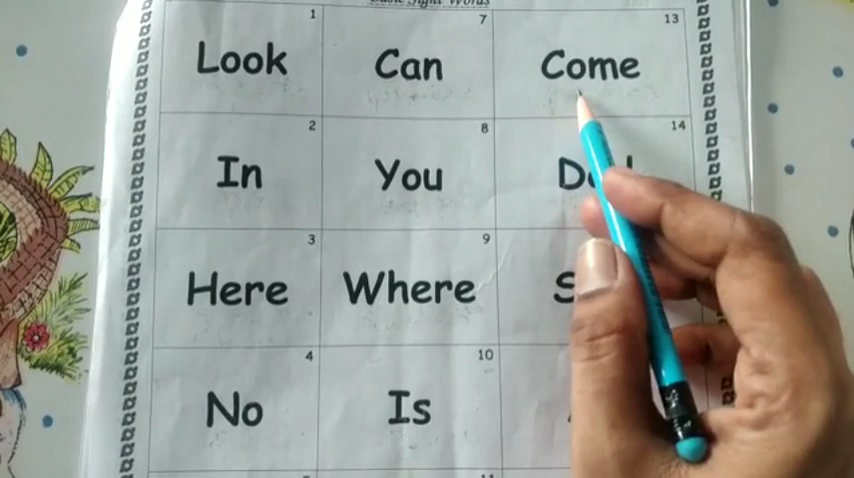 Basic Sight Words
1 7 13
Look Can Come
2 8 14
In You
3 9
Here Where
4 10
No Is